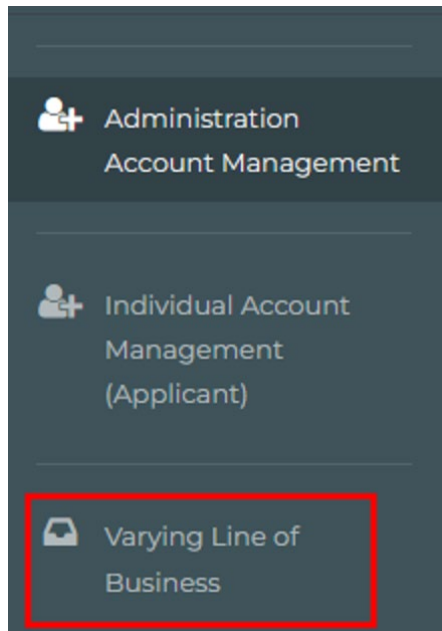 Administration
Account Management
Individual Account
Management
(Applicant)
Varying Line of
Business